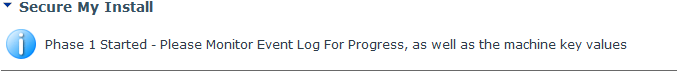 Secure My Install
Phase 1 Started - Please Monitor Event Log For Progress, as well as the machine key values